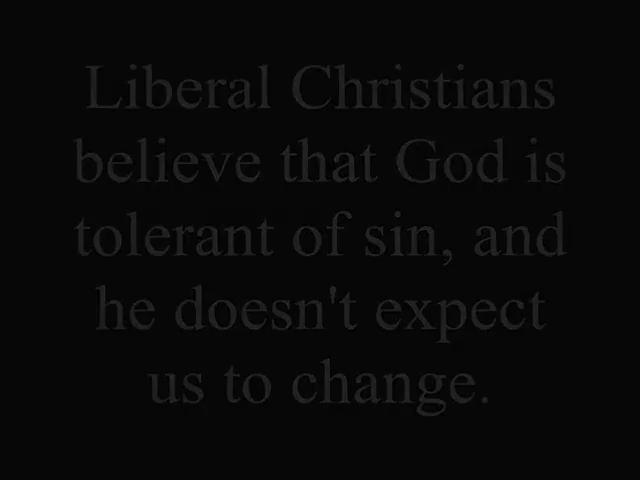 Liberal Christians
believe that God is
tolerant of sin, and
he doesn't expect
us to change.